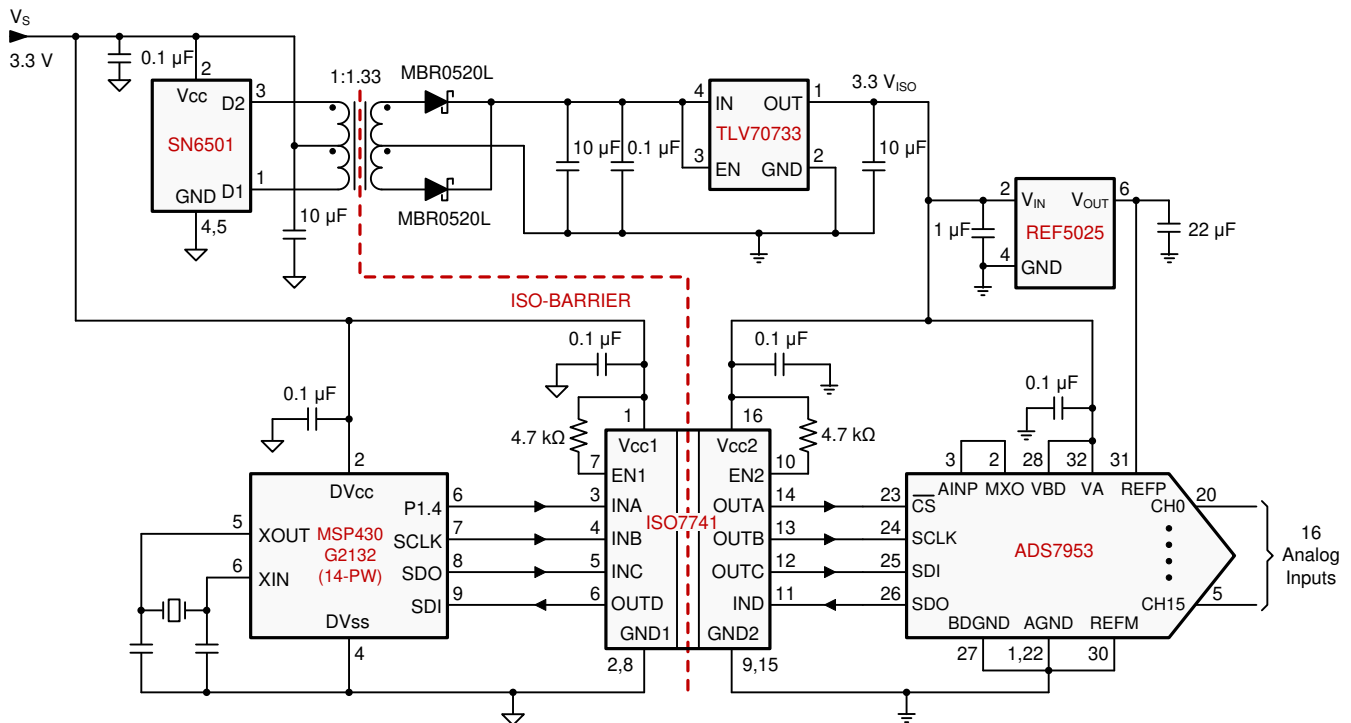 VS
3.3 V
0.1 µF
2
Vcc
D2
3
SN6501
GND
D1
1
4,5
10 µF
1:1.33
MBR0520L
MBR0520L
10 µF
0.1 µF
4
IN
OUT
1
TLV70733
3
EN
GND
2
3.3 VISO
10 µF
2
VIN
VOUT
6
REF5025
1 µF
4
GND
22 µF
ISO-BARRIER
0.1 µF
0.1 µF
0.1 µF
0.1 µF
4.7 kΩ
4.7 kΩ
2
DVcc
5
XOUT
6
XIN
MSP430
G2132
(14-PW)
P1.4
6
SCLK
7
SDO
8
SDI
9
DVss
4
1
Vcc1
7
EN1
3
INA
4
INB
5
INC
6
OUTD
GND1
2,8
ISO7741
16
Vcc2
EN2
10
OUTA
14
OUTB
13
OUTC
12
IND
11
GND2
9,15
3
2
28
32
31
AINP
MXO
VBD
VA
REFP
23
CS
24
SCLK
25
SDI
26
SDO
ADS7953
CH0
20
CH15
5
BDGND
AGND
REFM
27
1,22
30
16
Analog
Inputs